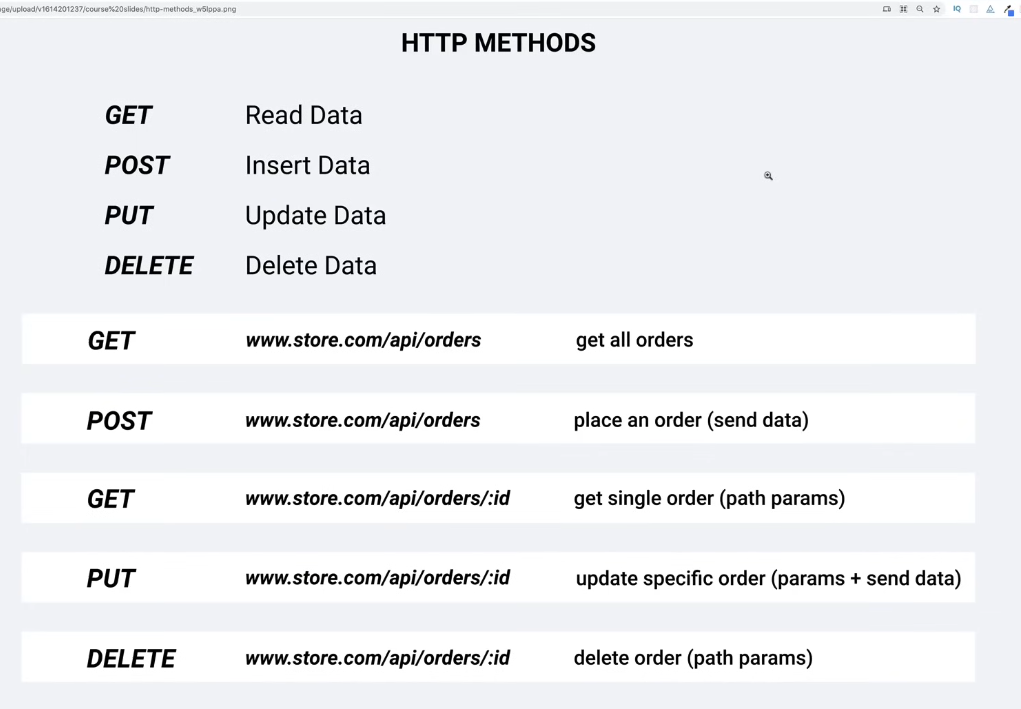 ge/upload/v1614201237/course%20slides/http-methods_w5lppa.png
HTTP METHODS
GET Read Data
POST Insert Data
PUT Update Data
DELETE Delete Data
GET www.store.com/api/orders get all orders
POST www.store.com/api/orders place an order (send data)
GET www.store.com/api/orders/:id get single order (path params)
PUT www.store.com/api/orders/:id update specific order (params + send data)
DELETE www.store.com/api/orders/:id delete order (path params)